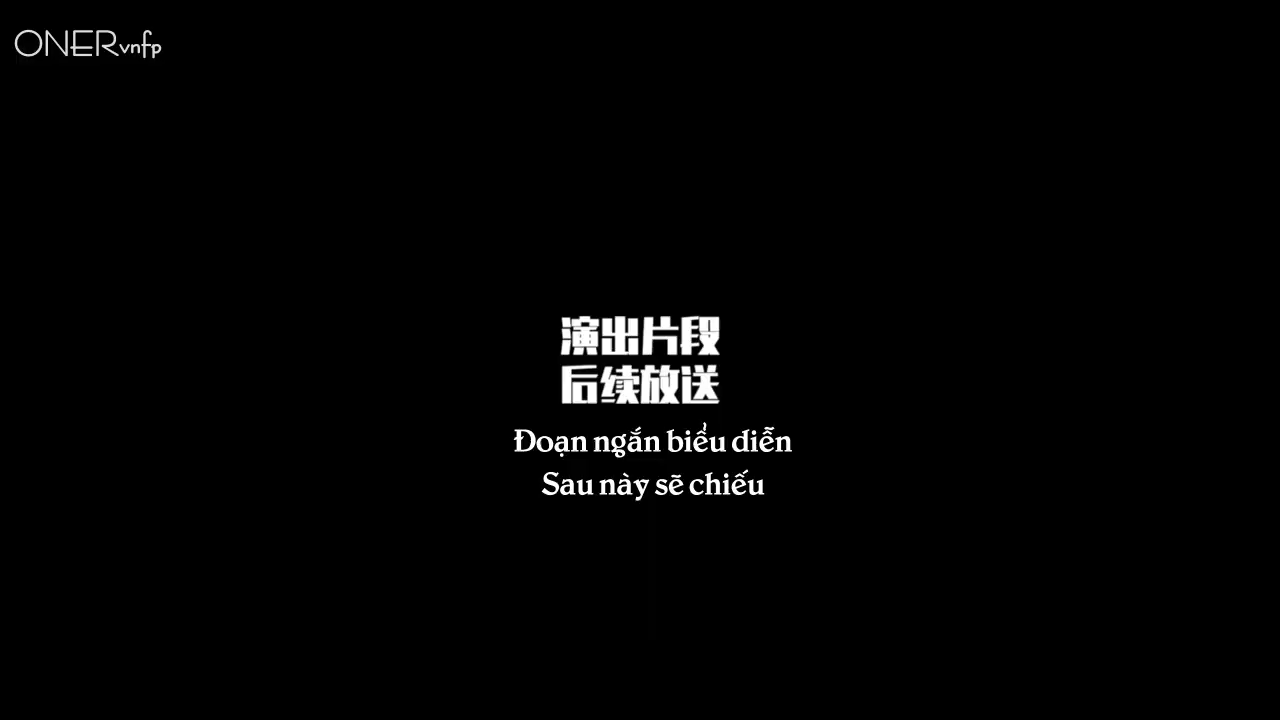 ONERvnfp
演出片段
后续放送
Đoạn ngắn biểu diễn
Sau này sẽ chiếu